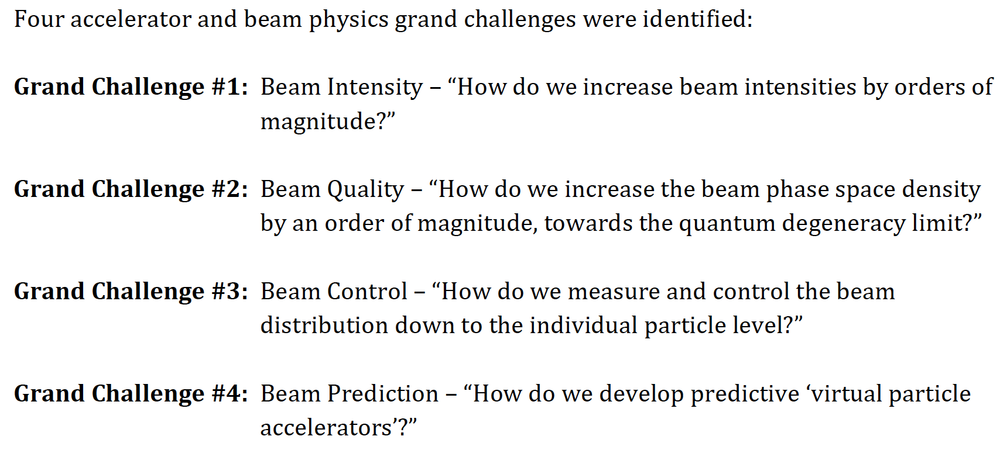 Four accelerator and beam physics grand challenges were identified:
Grand Challenge #1: Beam Intensity – “How do we increase beam intensities by orders of
magnitude?”
Grand Challenge #2: Beam Quality – “How do we increase the beam phase space density
by an order of magnitude, towards the quantum degeneracy limit?”
Grand Challenge #3: Beam Control – “How do we measure and control the beam
distribution down to the individual particle level?”
Grand Challenge #4: Beam Prediction – “How do we develop predictive ‘virtual particle
accelerators’?”